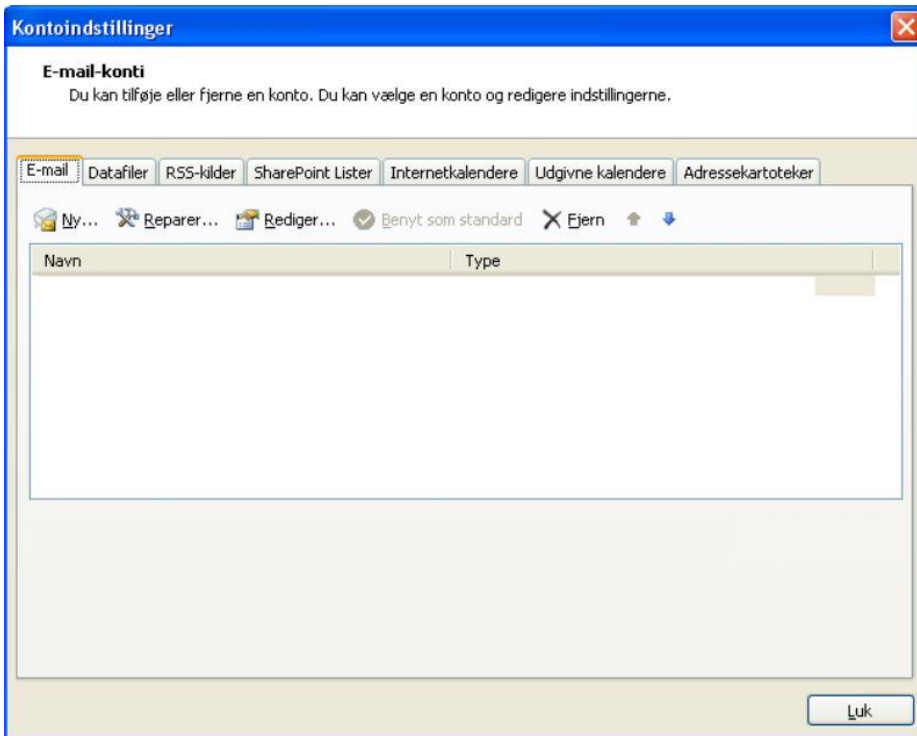 Kontoindstillinger
E-mail-konti
Du kan tilføje eller fjerne en konto. Du kan vælge en konto og redigere indstillingerne.
E-mail Datafiler RSS-kilder SharePoint Lister Internetkalendere Udgivne kalendere Adressekartoteker
Ny... Reparer... Rediger... Benyt som standard Fjern
Navn Type
Luk